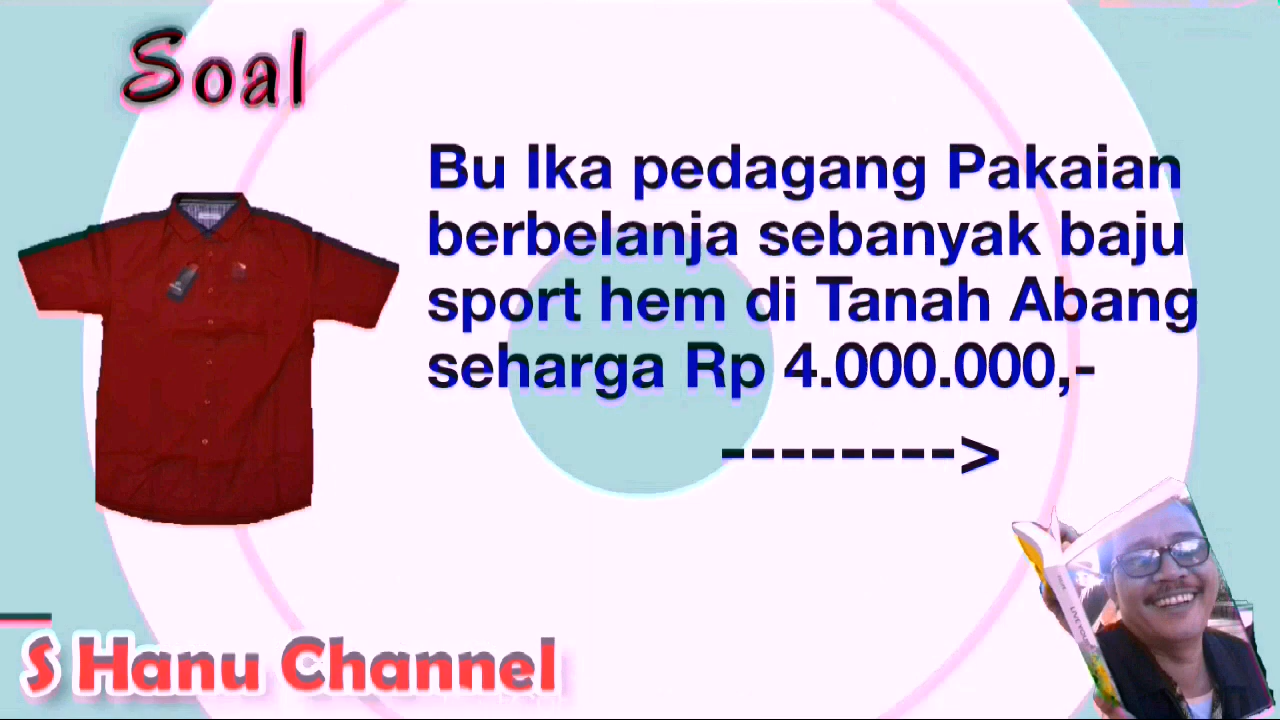 Soal
Bu Ika pedagang Pakaian
berbelanja sebanyak baju
sport hem di Tanah Abang
seharga Rp 4.000.000,-
-------->
S Hanu Channel